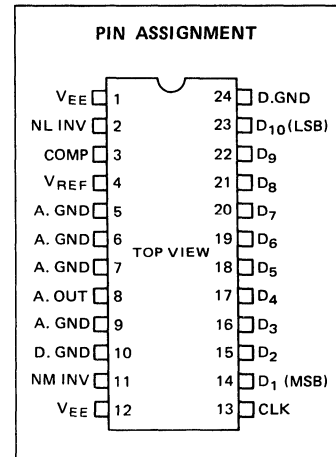 PIN ASSIGNMENT
VEE 1 24 D.GND
NL INV 2 23 D10 (LSB)
COMP 3 22 D9
VREF 4 21 D8
A. GND 5 20 D7
A. GND 6 19 D6
A. GND 7 TOP VIEW 18 D5
A. OUT 8 17 D4
A. GND 9 16 D3
D. GND 10 15 D2
NM INV 11 14 D1 (MSB)
VEE 12 13 CLK